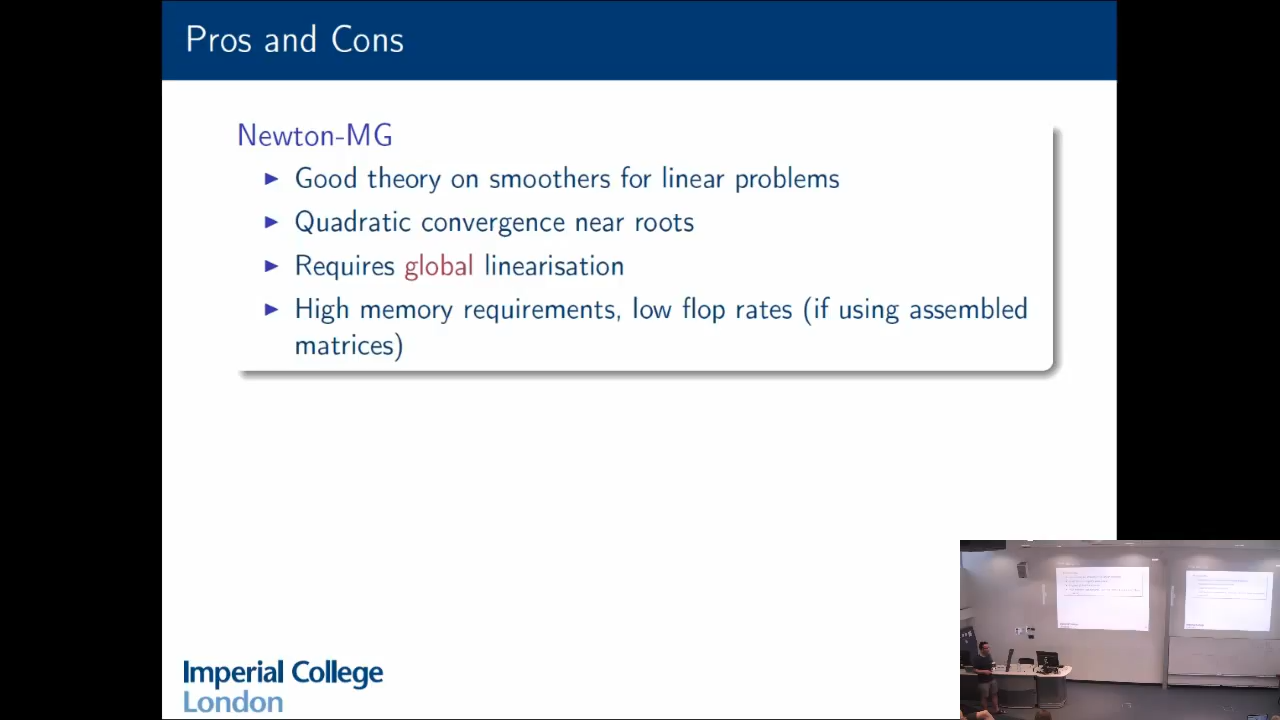 Pros and Cons
Newton-MG
▶ Good theory on smoothers for linear problems
▶ Quadratic convergence near roots
▶ Requires global linearisation
▶ High memory requirements, low flop rates (if using assembled
matrices)
Imperial College
London